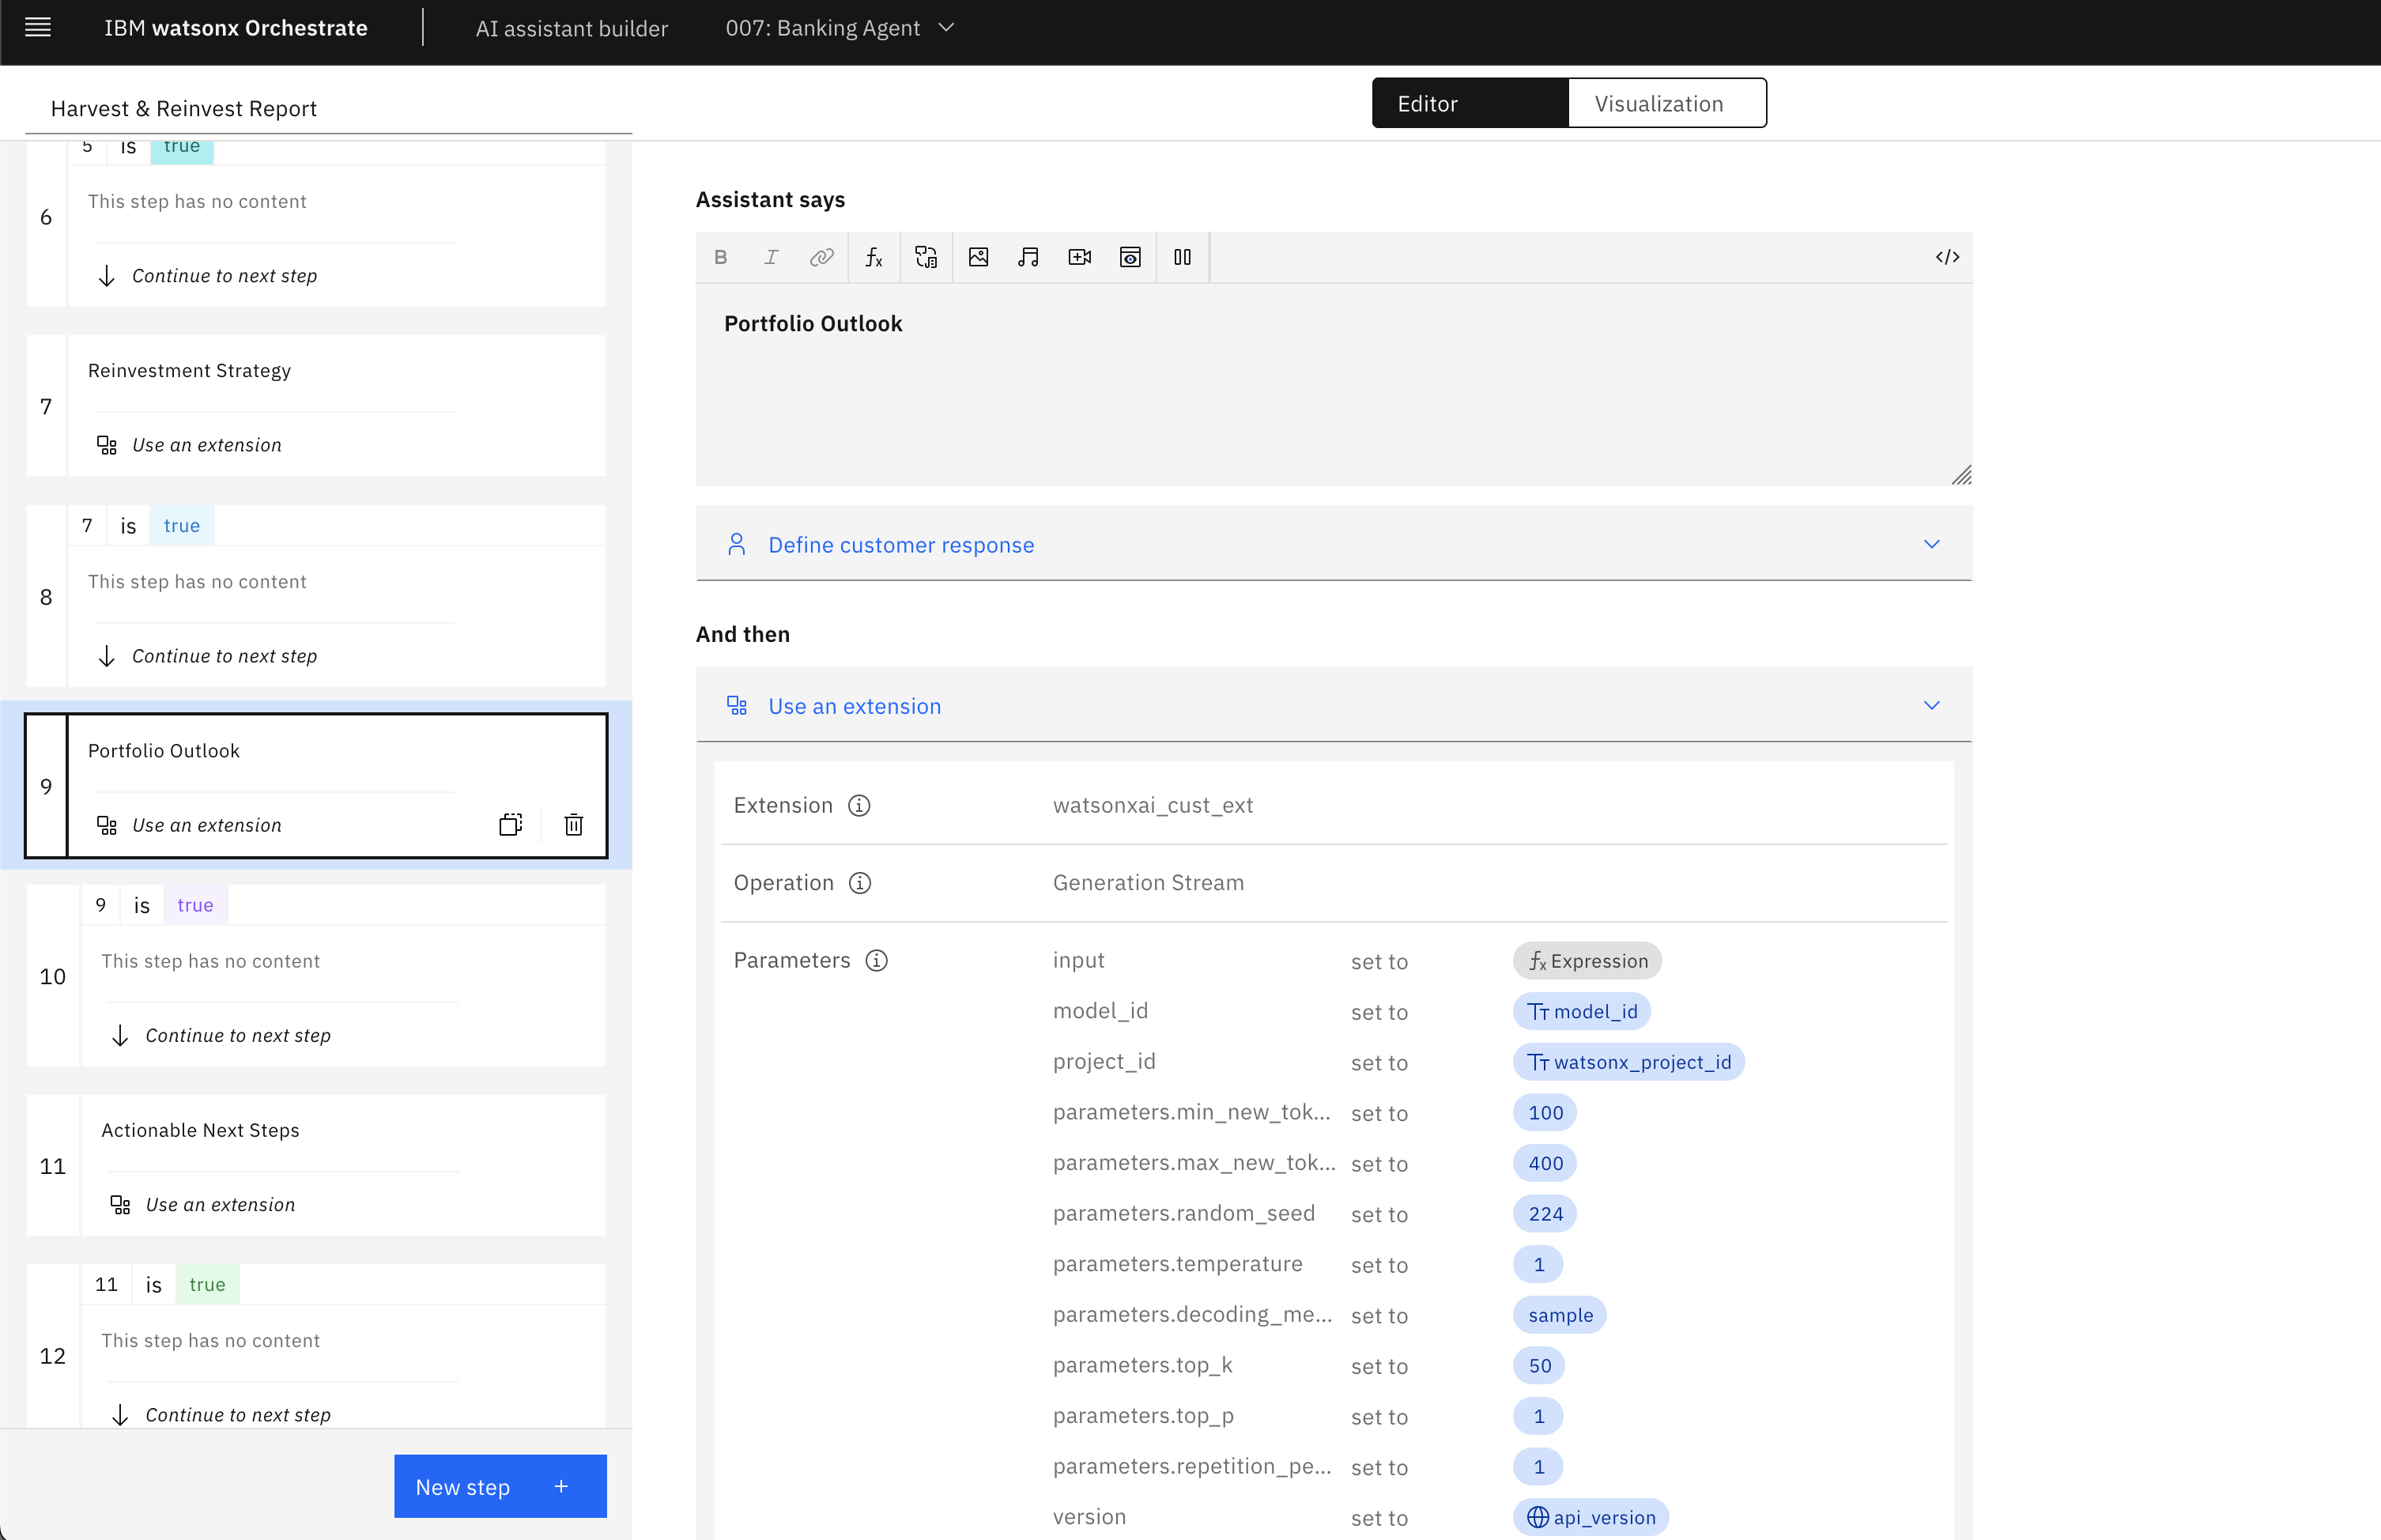 IBM watsonx Orchestrate
AI assistant builder
007: Banking Agent
Harvest & Reinvest Report
Editor
Visualization
5 is true
6
This step has no content
Continue to next step
7
Reinvestment Strategy
Use an extension
7 is true
8
This step has no content
Continue to next step
9
Portfolio Outlook
Use an extension
9 is true
10
This step has no content
Continue to next step
11
Actionable Next Steps
Use an extension
11 is true
12
This step has no content
Continue to next step
New step +
Assistant says
B I fx </>
Portfolio Outlook
Define customer response
And then
Use an extension
Extension watsonxai_cust_ext
Operation Generation Stream
Parameters input set to fx Expression
model_id set to TT model_id
project_id set to TT watsonx_project_id
parameters.min_new_tok... set to 100
parameters.max_new_tok... set to 400
parameters.random_seed set to 224
parameters.temperature set to 1
parameters.decoding_me... set to sample
parameters.top_k set to 50
parameters.top_p set to 1
parameters.repetition_pe... set to 1
version set to api_version